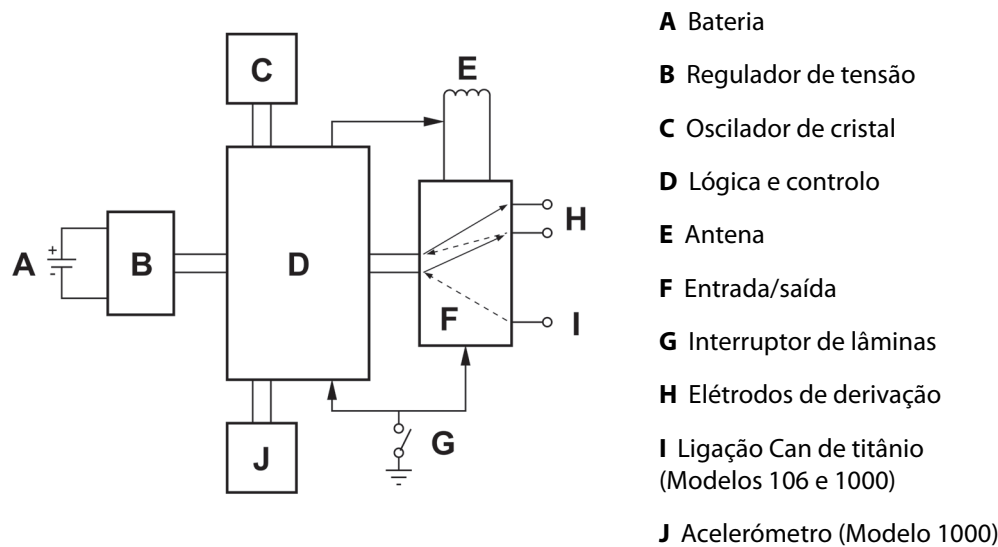 C
E
H
A
+
-
B
D
F
I
G
J
A Bateria
B Regulador de tensão
C Oscilador de cristal
D Lógica e controlo
E Antena
F Entrada/saída
G Interruptor de lâminas
H Elétrodos de derivação
I Ligação Can de titânio
(Modelos 106 e 1000)
J Acelerómetro (Modelo 1000)